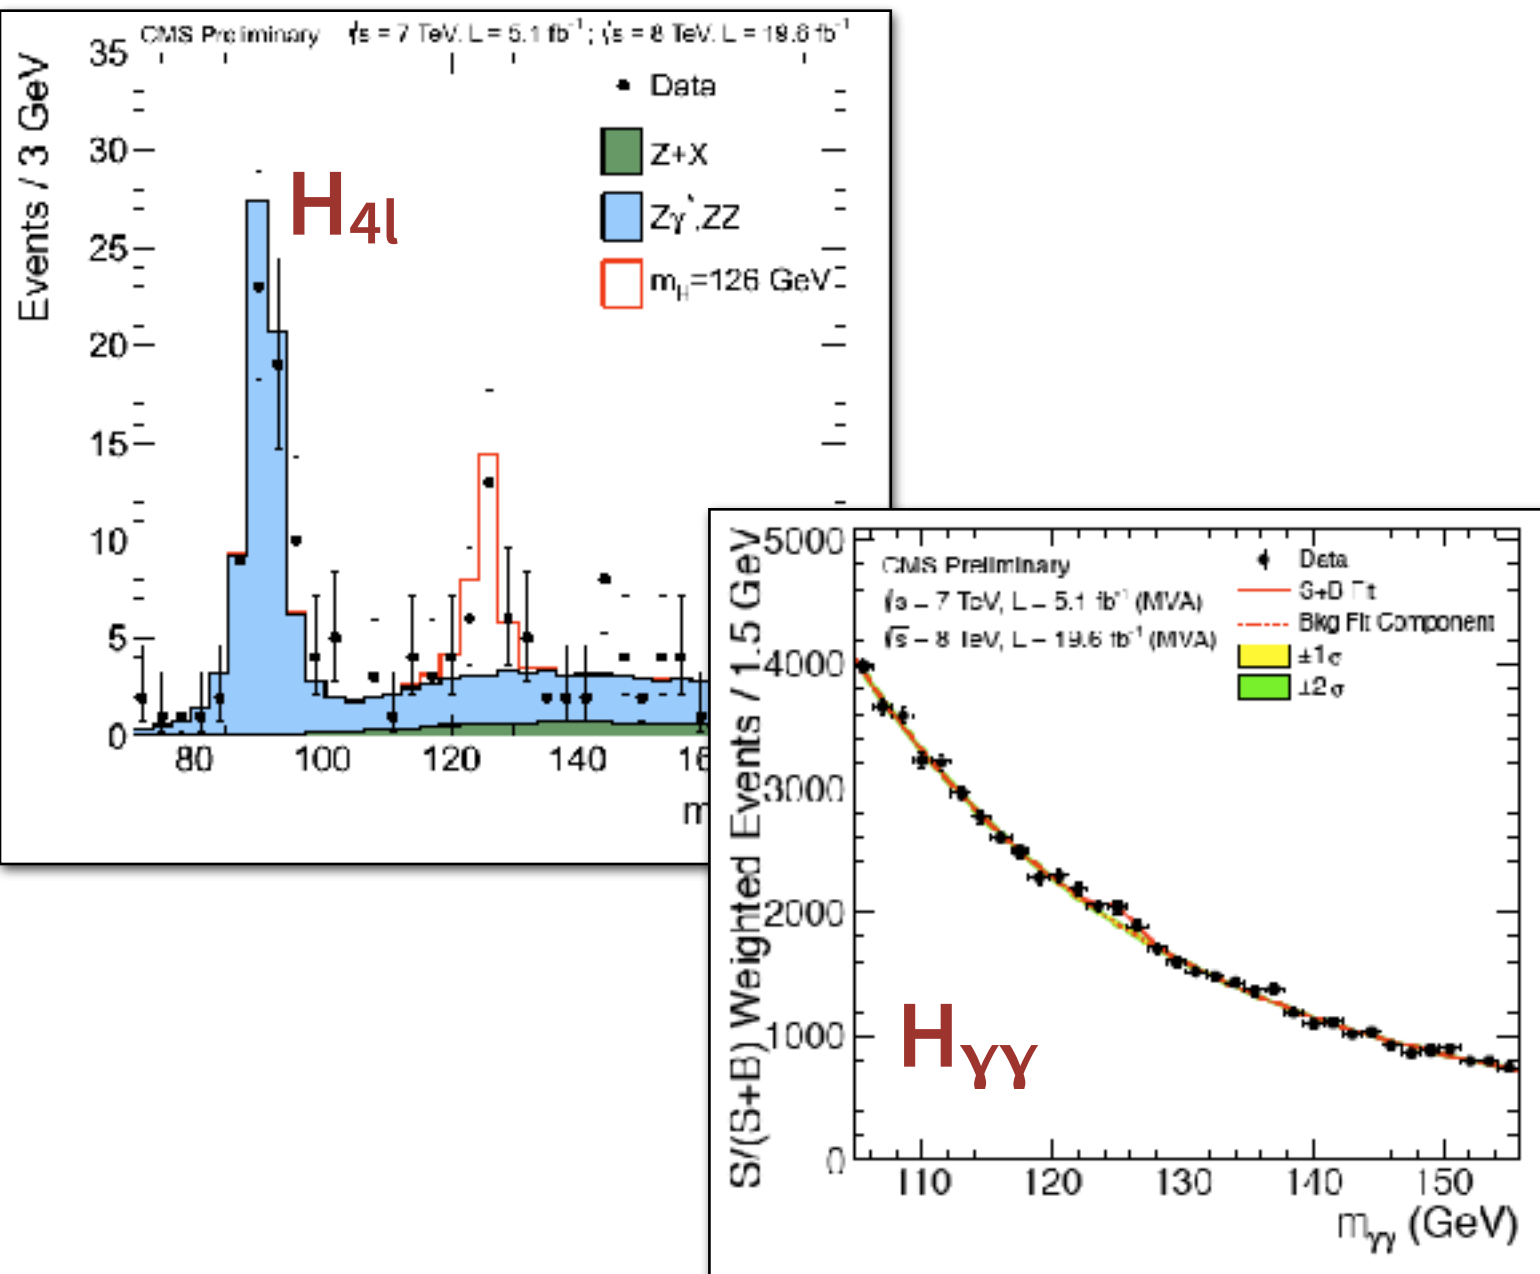 CMS Preliminary √s = 7 TeV, L = 5.1 fb⁻¹ ; √s = 8 TeV, L = 19.6 fb⁻¹
Events / 3 GeV
35
30
25
20
15
10
5
0
Data
Z+X
Zγ*,ZZ
m_H=126 GeV
H4l
80 100 120 140 16
m
S/(S+B) Weighted Events / 1.5 GeV
5000
4000
3000
2000
1000
0
CMS Preliminary
√s = 7 TeV, L = 5.1 fb⁻¹ (MVA)
√s = 8 TeV, L = 19.6 fb⁻¹ (MVA)
Data
S+B Fit
Bkg Fit Component
±1σ
±2σ
Hγγ
110 120 130 140 150
mγγ (GeV)